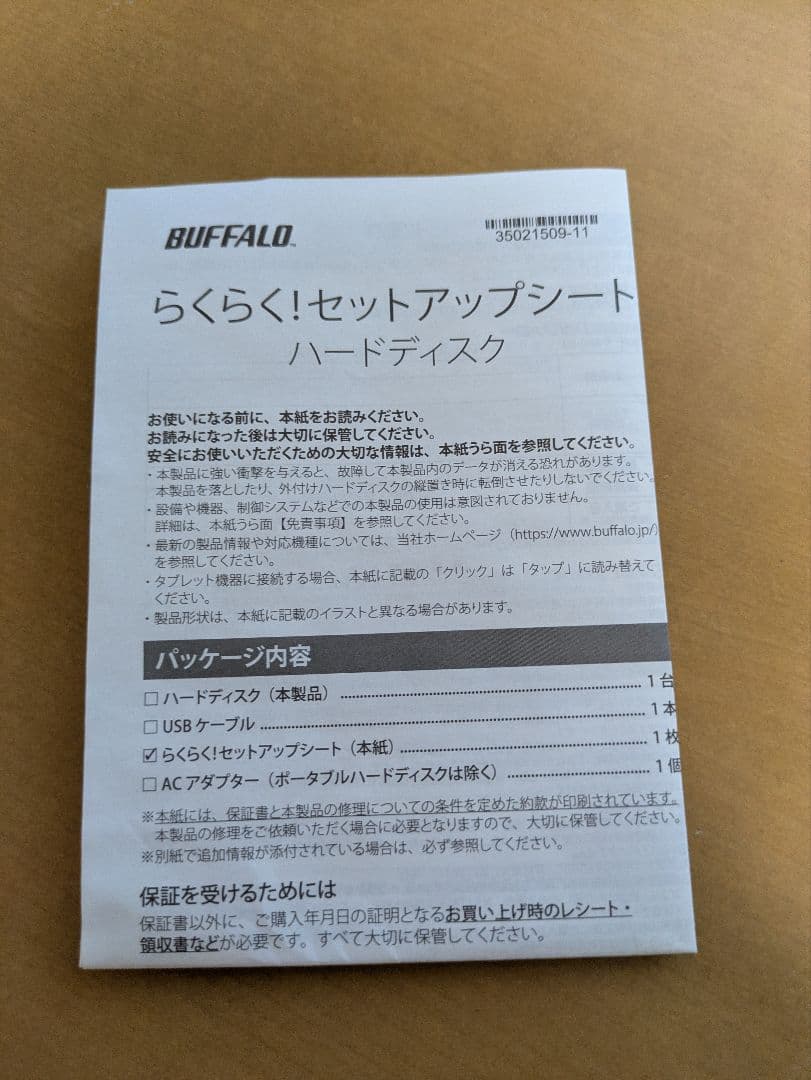 BUFFALO™
35021509-11
らくらく!セットアップシート
ハードディスク
お使いになる前に、本紙をお読みください。
お読みになった後は大切に保管してください。
安全にお使いいただくための大切な情報は、本紙うら面を参照してください。
・本製品に強い衝撃を与えると、故障して本製品内のデータが消える恐れがあります。
本製品を落としたり、外付けハードディスクの縦置き時に転倒させたりしないでください。
・設備や機器、制御システムなどでの本製品の使用は意図されておりません。
詳細は、本紙うら面【免責事項】を参照してください。
・最新の製品情報や対応機種については、当社ホームページ（https://www.buffalo.jp/）
を参照してください。
・タブレット機器に接続する場合、本紙に記載の「クリック」は「タップ」に読み替えて
ください。
・製品形状は、本紙に記載のイラストと異なる場合があります。
パッケージ内容
□ ハードディスク（本製品）.......... 1 台
□ USB ケーブル.......... 1 本
☑ らくらく!セットアップシート（本紙）.......... 1 枚
□ AC アダプター（ポータブルハードディスクは除く）.......... 1 個
※本紙には、保証書と本製品の修理についての条件を定めた約款が印刷されています。
本製品の修理をご依頼いただく場合に必要となりますので、大切に保管してください。
※別紙で追加情報が添付されている場合は、必ず参照してください。
保証を受けるためには
保証書以外に、ご購入年月日の証明となるお買い上げ時のレシート・
領収書などが必要です。すべて大切に保管してください。